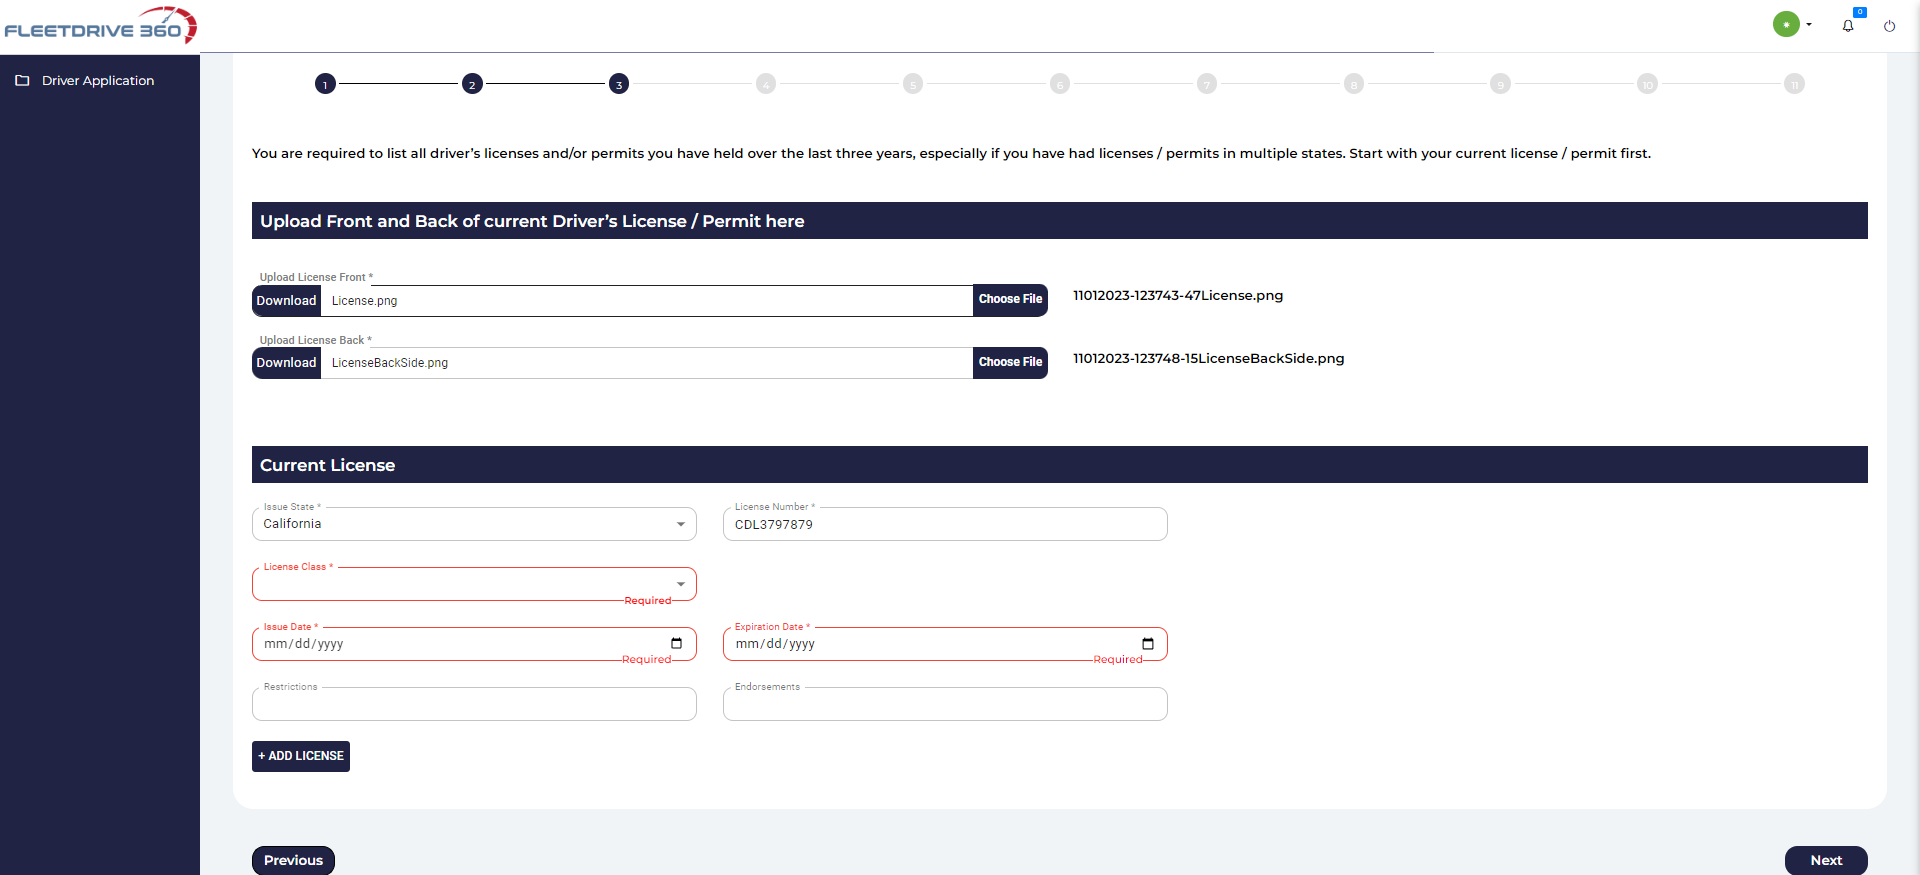 FLEETDRIVE 360
0
Driver Application
1 2 3 4 5 6 7 8 9 10 11
You are required to list all driver's licenses and/or permits you have held over the last three years, especially if you have had licenses / permits in multiple states. Start with your current license / permit first.
Upload Front and Back of current Driver's License / Permit here
Upload License Front *
Download License.png Choose File 11012023-123743-47License.png
Upload License Back *
Download LicenseBackSide.png Choose File 11012023-123748-15LicenseBackSide.png
Current License
Issue State * License Number *
California CDL3797879
License Class *
Required
Issue Date * Expiration Date *
mm/dd/yyyy mm/dd/yyyy
Required Required
Restrictions Endorsements
+ ADD LICENSE
Previous Next